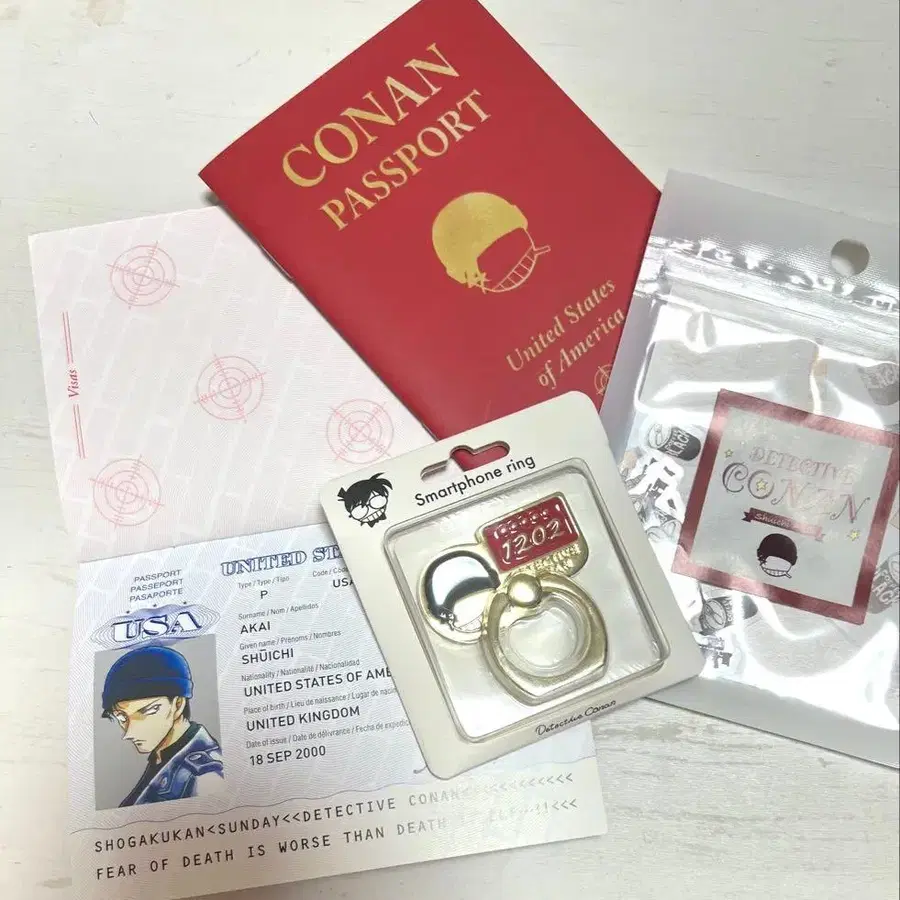 CONAN
PASSPORT
United States
of America
Visas
PASSPORT
PASSEPORT
PASAPORTE
USA
UNITED ST
Type / Type / Tipo
P
Code / Code
USA
Surname / Nom / Apellidos
AKAI
Given name / Prénoms / Nombres
SHŪICHI
Nationality / Nationalité / Nacionalidad
UNITED STATES OF AME
Place of birth / Lieu de naissance / Lugar de
UNITED KINGDOM
Date of issue / Date de délivrance / Fecha de
18 SEP 2000
SHOGAKUKAN<SUNDAY<<DETECTIVE CONAN
FEAR OF DEATH IS WORSE THAN DEATH
Smartphone ring
1202
Detective Conan
DETECTIVE
CONAN
Shuichi